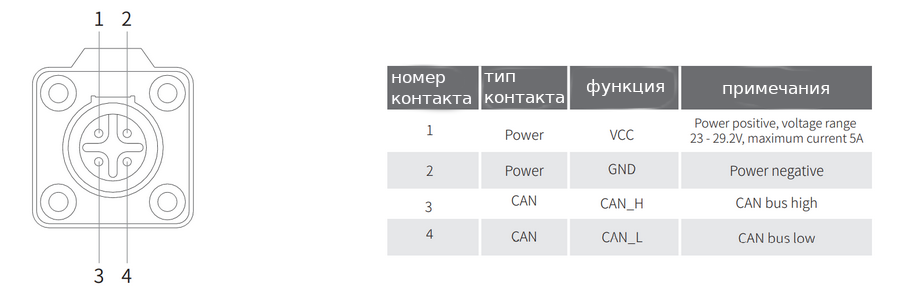 1 2
3 4
номер контакта
тип контакта
функция
примечания
1 Power VCC Power positive, voltage range
23 - 29.2V, maximum current 5A
2 Power GND Power negative
3 CAN CAN_H CAN bus high
4 CAN CΛN_L CAN bus low